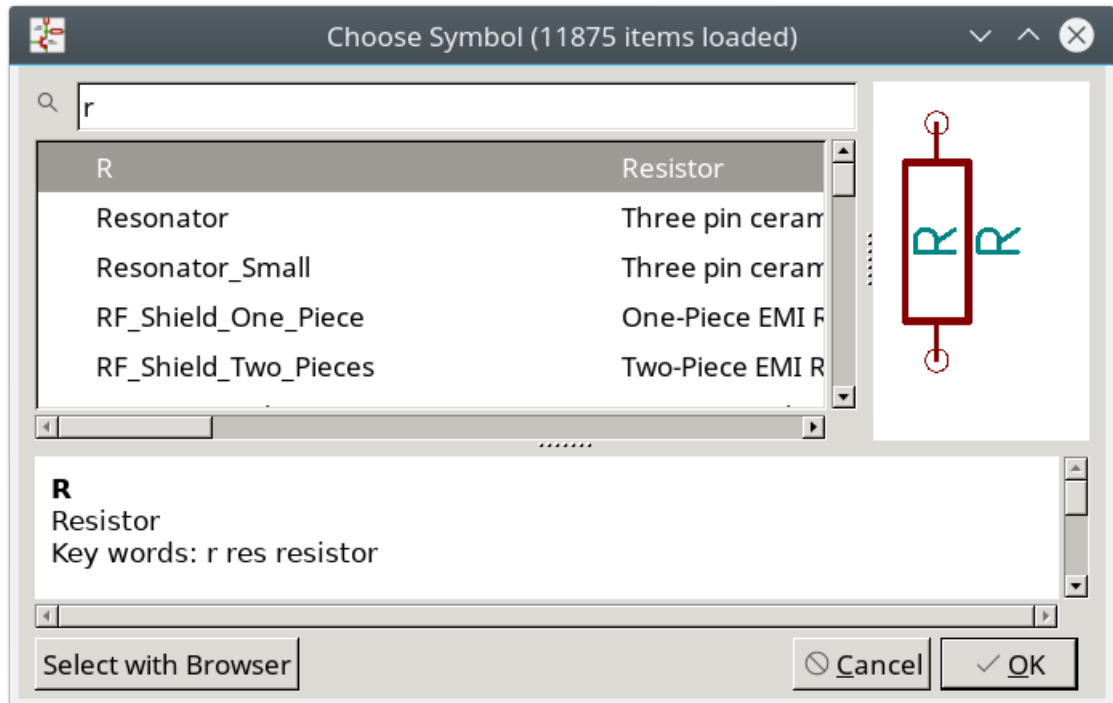 Choose Symbol (11875 items loaded)
r
R Resistor
Resonator Three pin ceram
Resonator_Small Three pin ceram
RF_Shield_One_Piece One-Piece EMI R
RF_Shield_Two_Pieces Two-Piece EMI R
R R
R
Resistor
Key words: r res resistor
Select with Browser Cancel OK